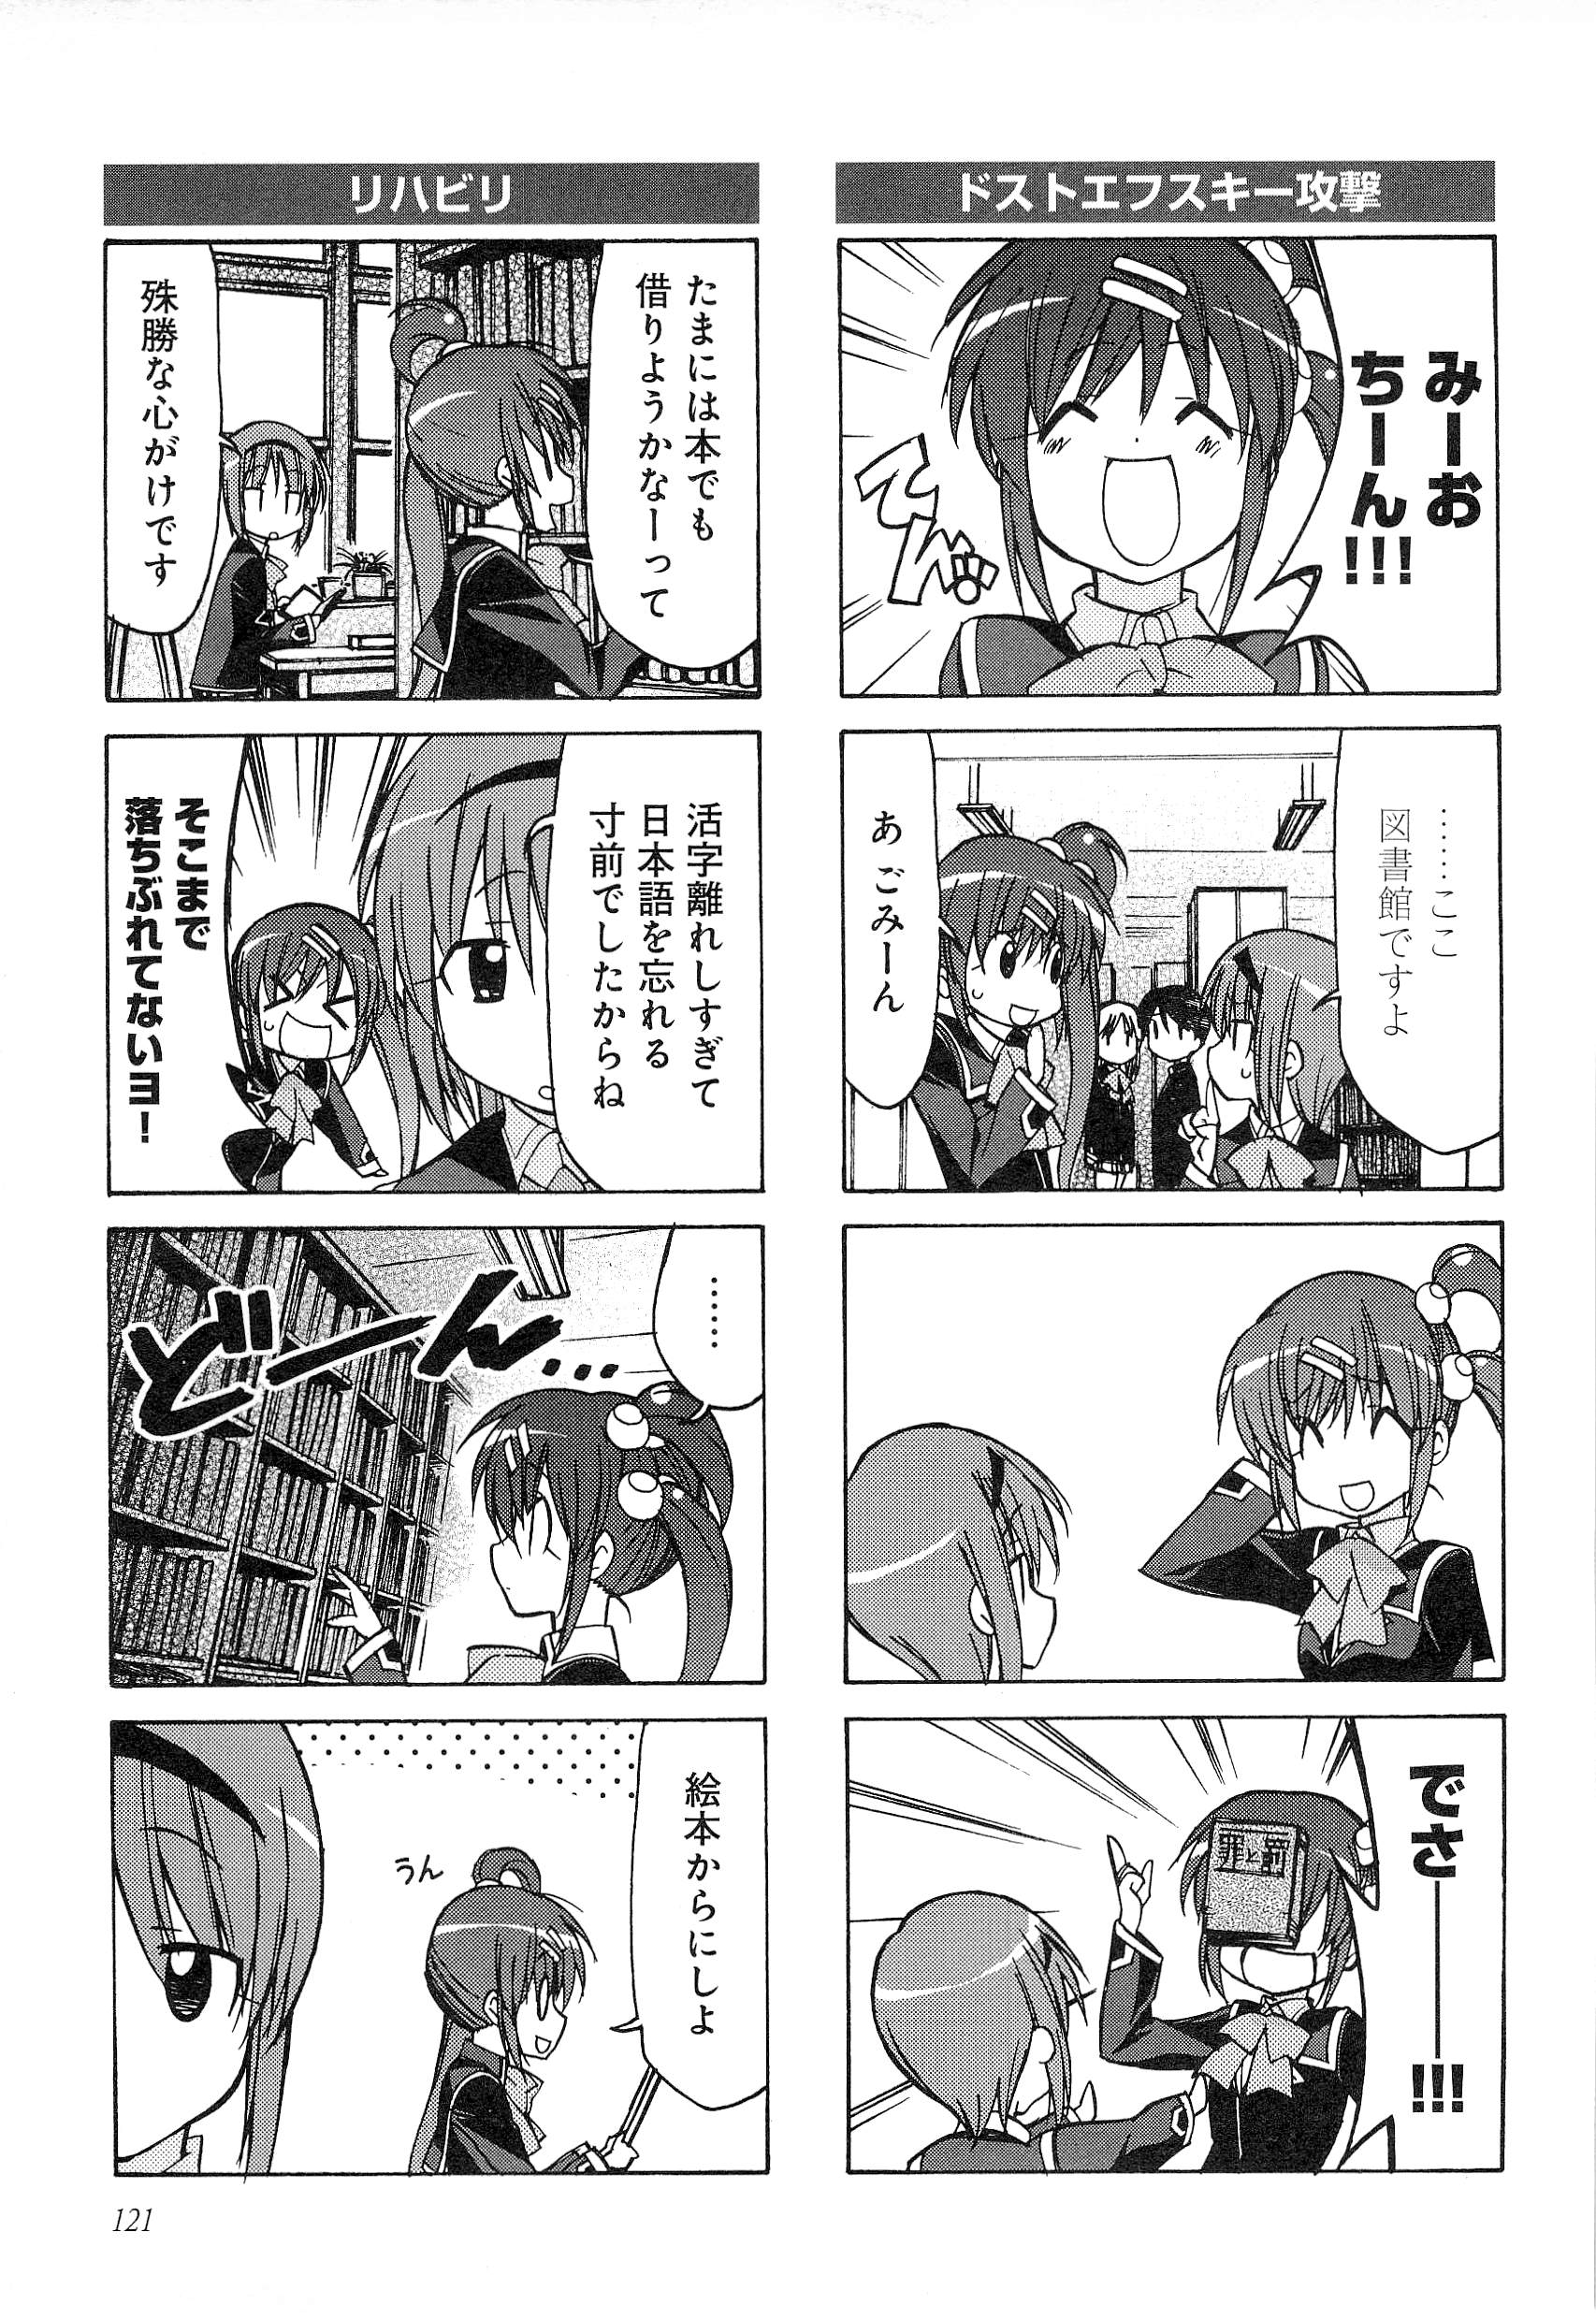 ドストエフスキー攻撃
みーお
ちーん!!!
でん
……ここ
図書館ですよ
あ ごみーん
でさ――!!!
罪と罰
リハビリ
たまには本でも
借りようかなーって
殊勝な心がけです
活字離れしすぎて
日本語を忘れる
寸前でしたからね
そこまで
落ちぶれてないヨ!
……
どーん…
絵本からにしよ
うん
121